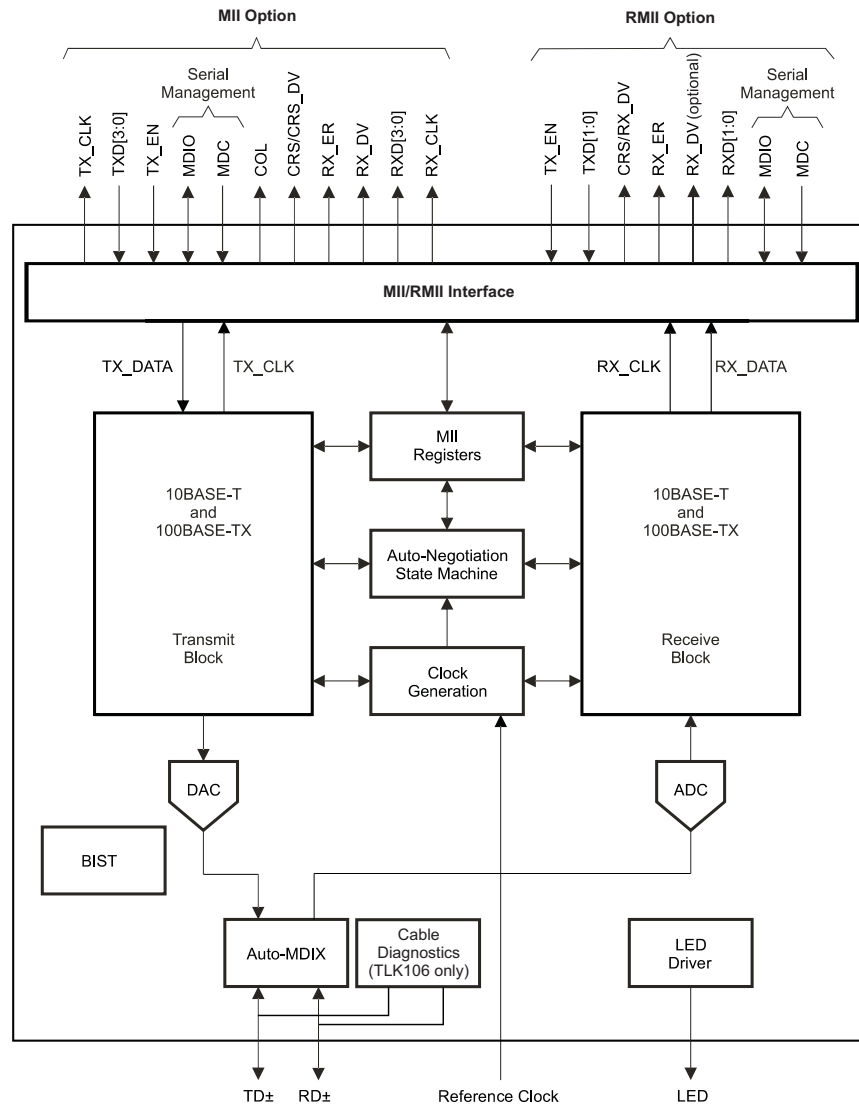 MII Option
RMII Option
Serial
Management
Serial
Management
TX_CLK
TXD[3:0]
TX_EN
MDIO
MDC
COL
CRS/CRS_DV
RX_ER
RX_DV
RXD[3:0]
RX_CLK
TX_EN
TXD[1:0]
CRS/RX_DV
RX_ER
RX_DV (optional)
RXD[1:0]
MDIO
MDC
MII/RMII Interface
TX_DATA
TX_CLK
RX_CLK
RX_DATA
10BASE-T
and
100BASE-TX
Transmit
Block
MII
Registers
Auto-Negotiation
State Machine
Clock
Generation
10BASE-T
and
100BASE-TX
Receive
Block
DAC
ADC
BIST
Auto-MDIX
Cable
Diagnostics
(TLK106 only)
LED
Driver
TD±
RD±
Reference Clock
LED